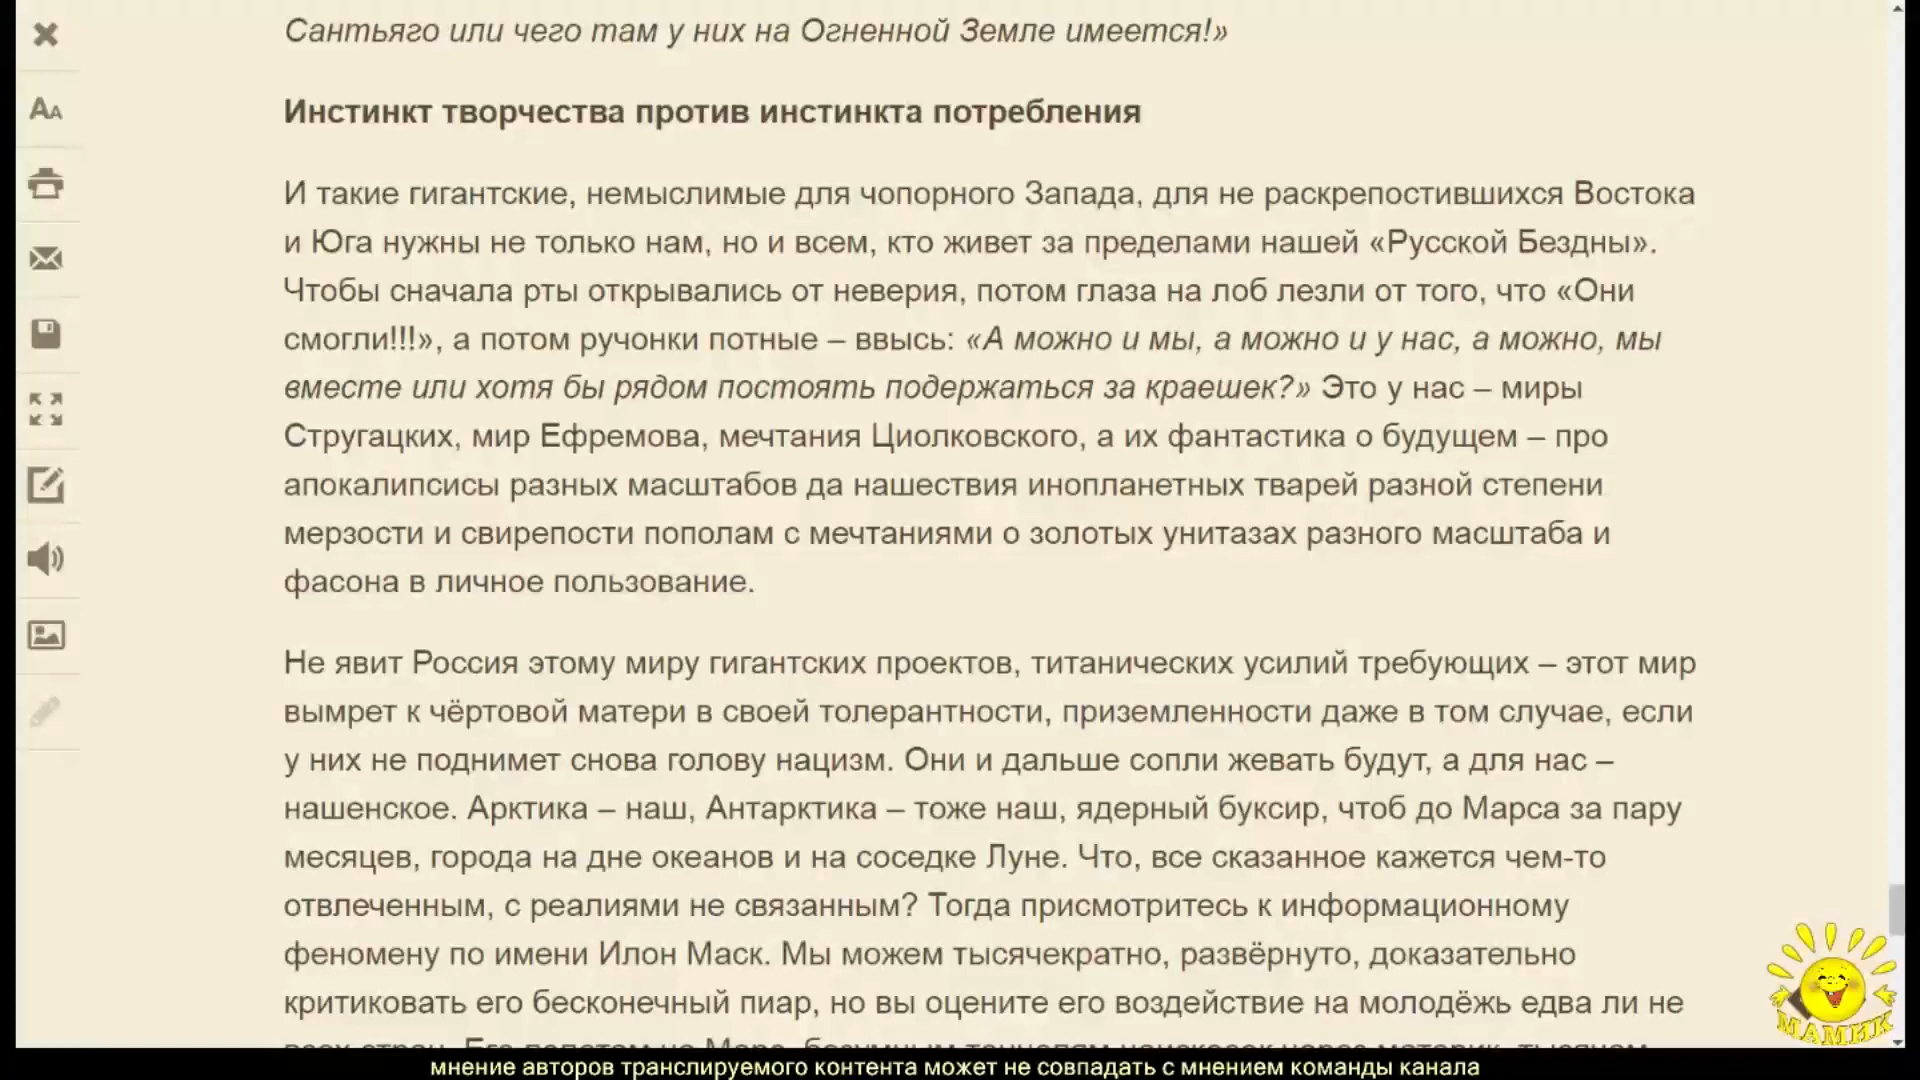 Сантьяго или чего там у них на Огненной Земле имеется!»
Инстинкт творчества против инстинкта потребления
И такие гигантские, немыслимые для чопорного Запада, для не раскрепостившихся Востока
и Юга нужны не только нам, но и всем, кто живет за пределами нашей «Русской Бездны».
Чтобы сначала рты открывались от неверия, потом глаза на лоб лезли от того, что «Они
смогли!!!», а потом ручонки потные – ввысь: «А можно и мы, а можно и у нас, а можно, мы
вместе или хотя бы рядом постоять подержаться за краешек?» Это у нас – миры
Стругацких, мир Ефремова, мечтания Циолковского, а их фантастика о будущем – про
апокалипсисы разных масштабов да нашествия инопланетных тварей разной степени
мерзости и свирепости пополам с мечтаниями о золотых унитазах разного масштаба и
фасона в личное пользование.
Не явит Россия этому миру гигантских проектов, титанических усилий требующих – этот мир
вымрет к чёртовой матери в своей толерантности, приземленности даже в том случае, если
у них не поднимет снова голову нацизм. Они и дальше сопли жевать будут, а для нас –
нашенское. Арктика – наш, Антарктика – тоже наш, ядерный буксир, чтоб до Марса за пару
месяцев, города на дне океанов и на соседке Луне. Что, все сказанное кажется чем-то
отвлеченным, с реалиями не связанным? Тогда присмотритесь к информационному
феномену по имени Илон Маск. Мы можем тысячекратно, развёрнуто, доказательно
критиковать его бесконечный пиар, но вы оцените его воздействие на молодёжь едва ли не
МАМИК
мнение авторов транслируемого контента может не совпадать с мнением команды канала